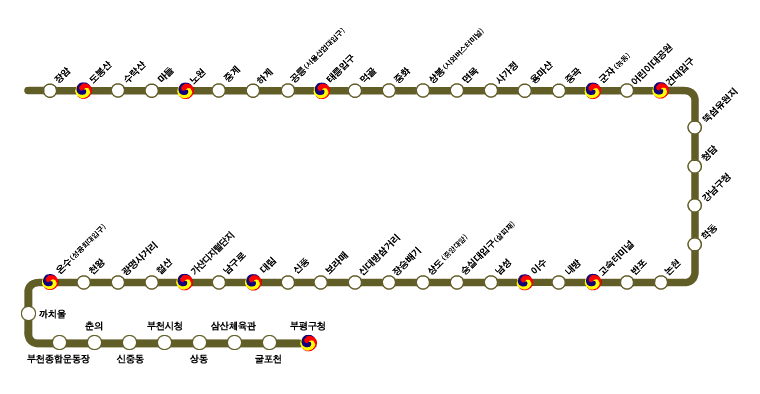 장암
도봉산
수락산
마들
노원
중계
하계
공릉(서울산업대입구)
태릉입구
먹골
중화
상봉(시외버스터미널)
면목
사가정
용마산
중곡
군자(능동)
어린이대공원
건대입구
뚝섬유원지
청담
강남구청
학동
논현
반포
고속터미널
내방
이수
남성
숭실대입구(살피재)
상도(중앙대앞)
장승배기
신대방삼거리
보라매
신풍
대림
남구로
가산디지털단지
철산
광명사거리
천왕
온수(성공회대입구)
까치울
부천종합운동장
춘의
신중동
부천시청
상동
삼산체육관
굴포천
부평구청